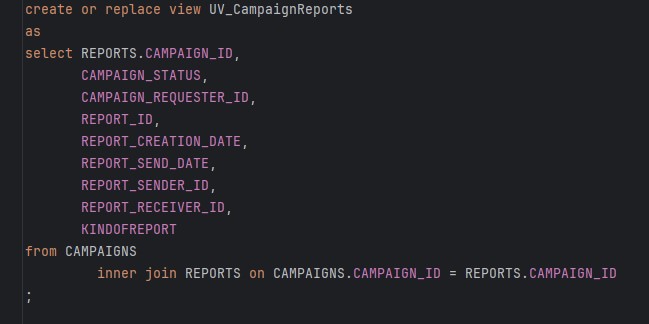 create or replace view UV_CampaignReports
as
select REPORTS.CAMPAIGN_ID,
CAMPAIGN_STATUS,
CAMPAIGN_REQUESTER_ID,
REPORT_ID,
REPORT_CREATION_DATE,
REPORT_SEND_DATE,
REPORT_SENDER_ID,
REPORT_RECEIVER_ID,
KINDOFREPORT
from CAMPAIGNS
inner join REPORTS on CAMPAIGNS.CAMPAIGN_ID = REPORTS.CAMPAIGN_ID
;